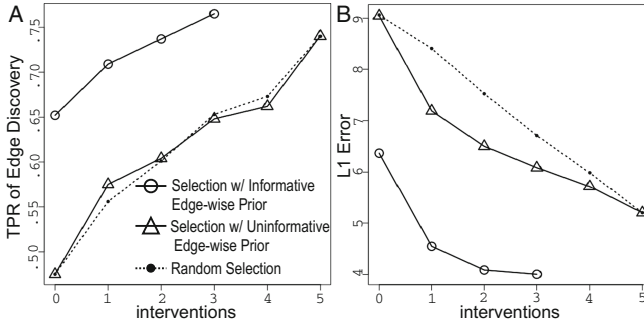 A
TPR of Edge Discovery
.50
.55
.60
.65
.70
.75
Selection w/ Informative
Edge-wise Prior
Selection w/ Uninformative
Edge-wise Prior
Random Selection
0 1 2 3 4 5
interventions
B
L1 Error
4
5
6
7
8
9
0 1 2 3 4 5
interventions